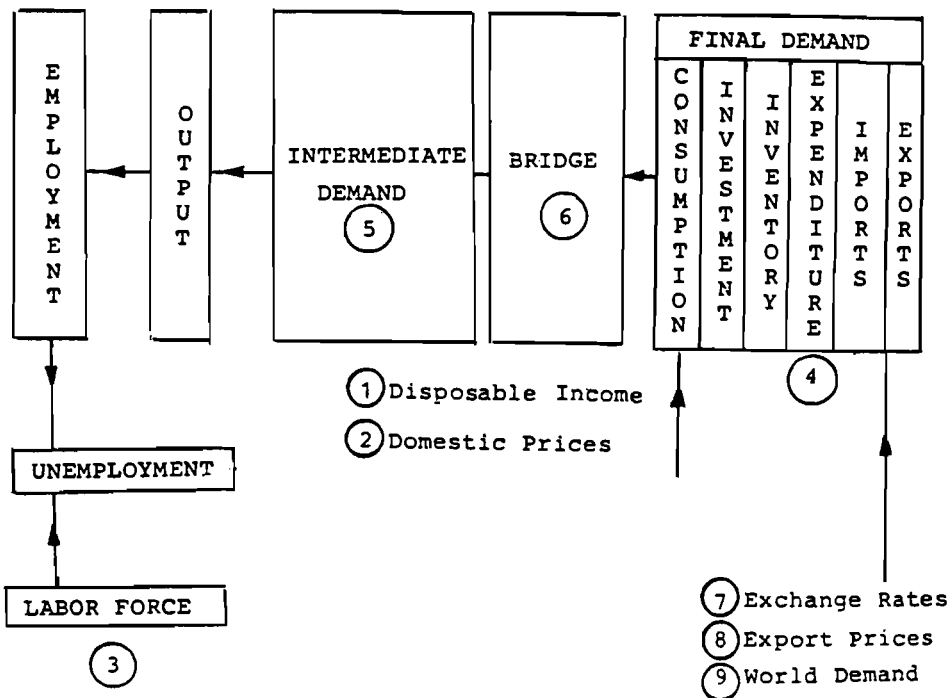 FINAL DEMAND
EMPLOYMENT
OUTPUT
INTERMEDIATE
DEMAND
5
BRIDGE
6
CONSUMPTION
INVESTMENT
INVENTORY
EXPENDITURE
IMPORTS
EXPORTS
4
1 Disposable Income
2 Domestic Prices
UNEMPLOYMENT
LABOR FORCE
3
7 Exchange Rates
8 Export Prices
9 World Demand